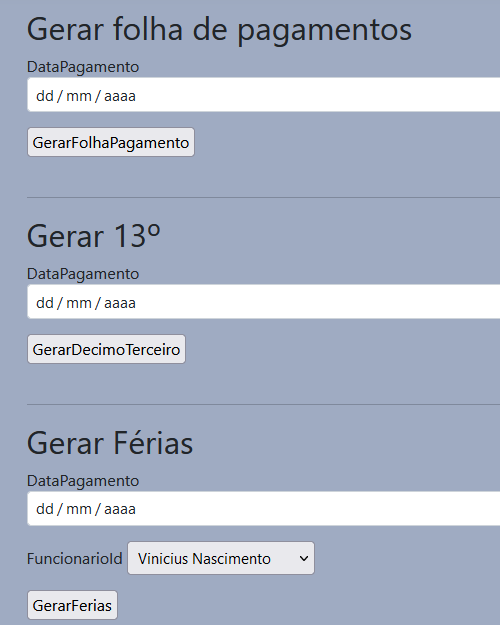 Gerar folha de pagamentos
DataPagamento
dd / mm / aaaa
GerarFolhaPagamento
Gerar 13º
DataPagamento
dd / mm / aaaa
GerarDecimoTerceiro
Gerar Férias
DataPagamento
dd / mm / aaaa
FuncionarioId Vinicius Nascimento
GerarFerias